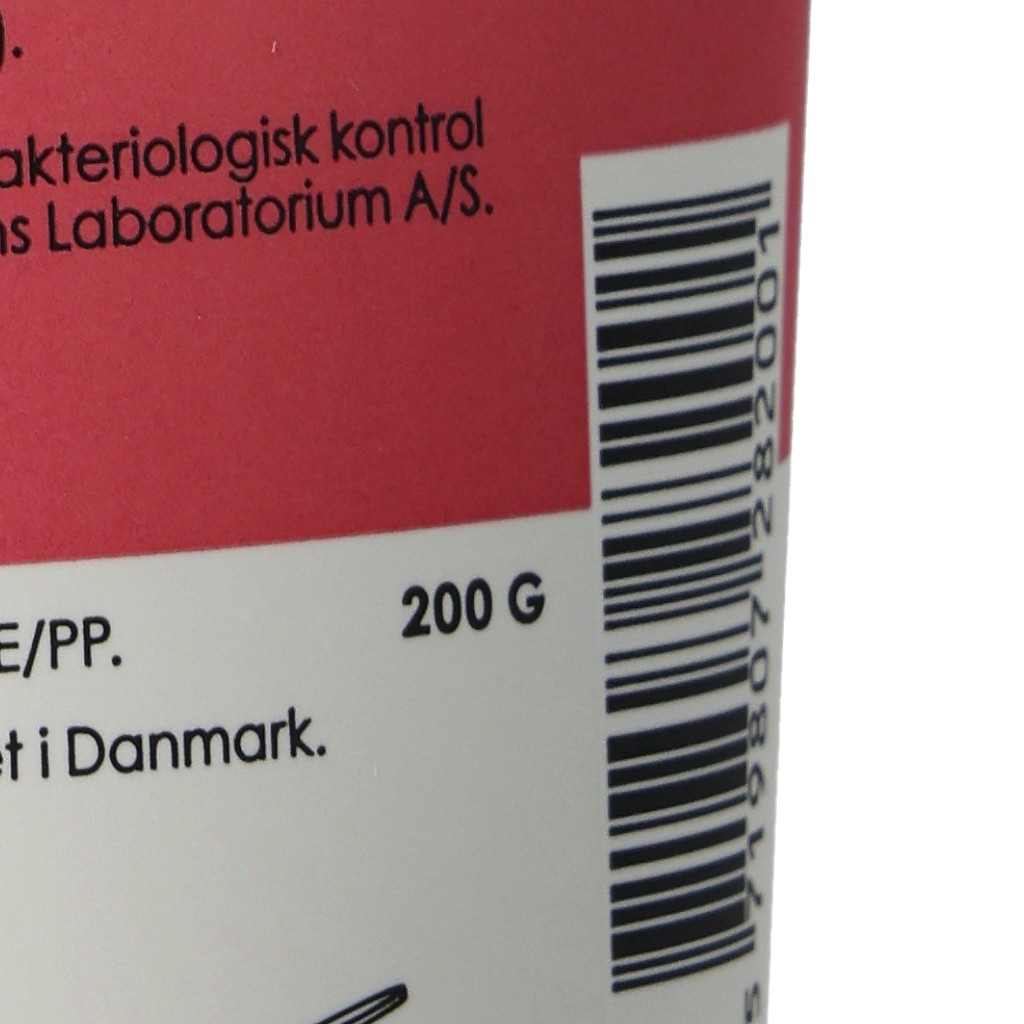 akteriologisk kontrol
ns Laboratorium A/S.
200 G
E/PP.
et i Danmark.
5 719807 282001